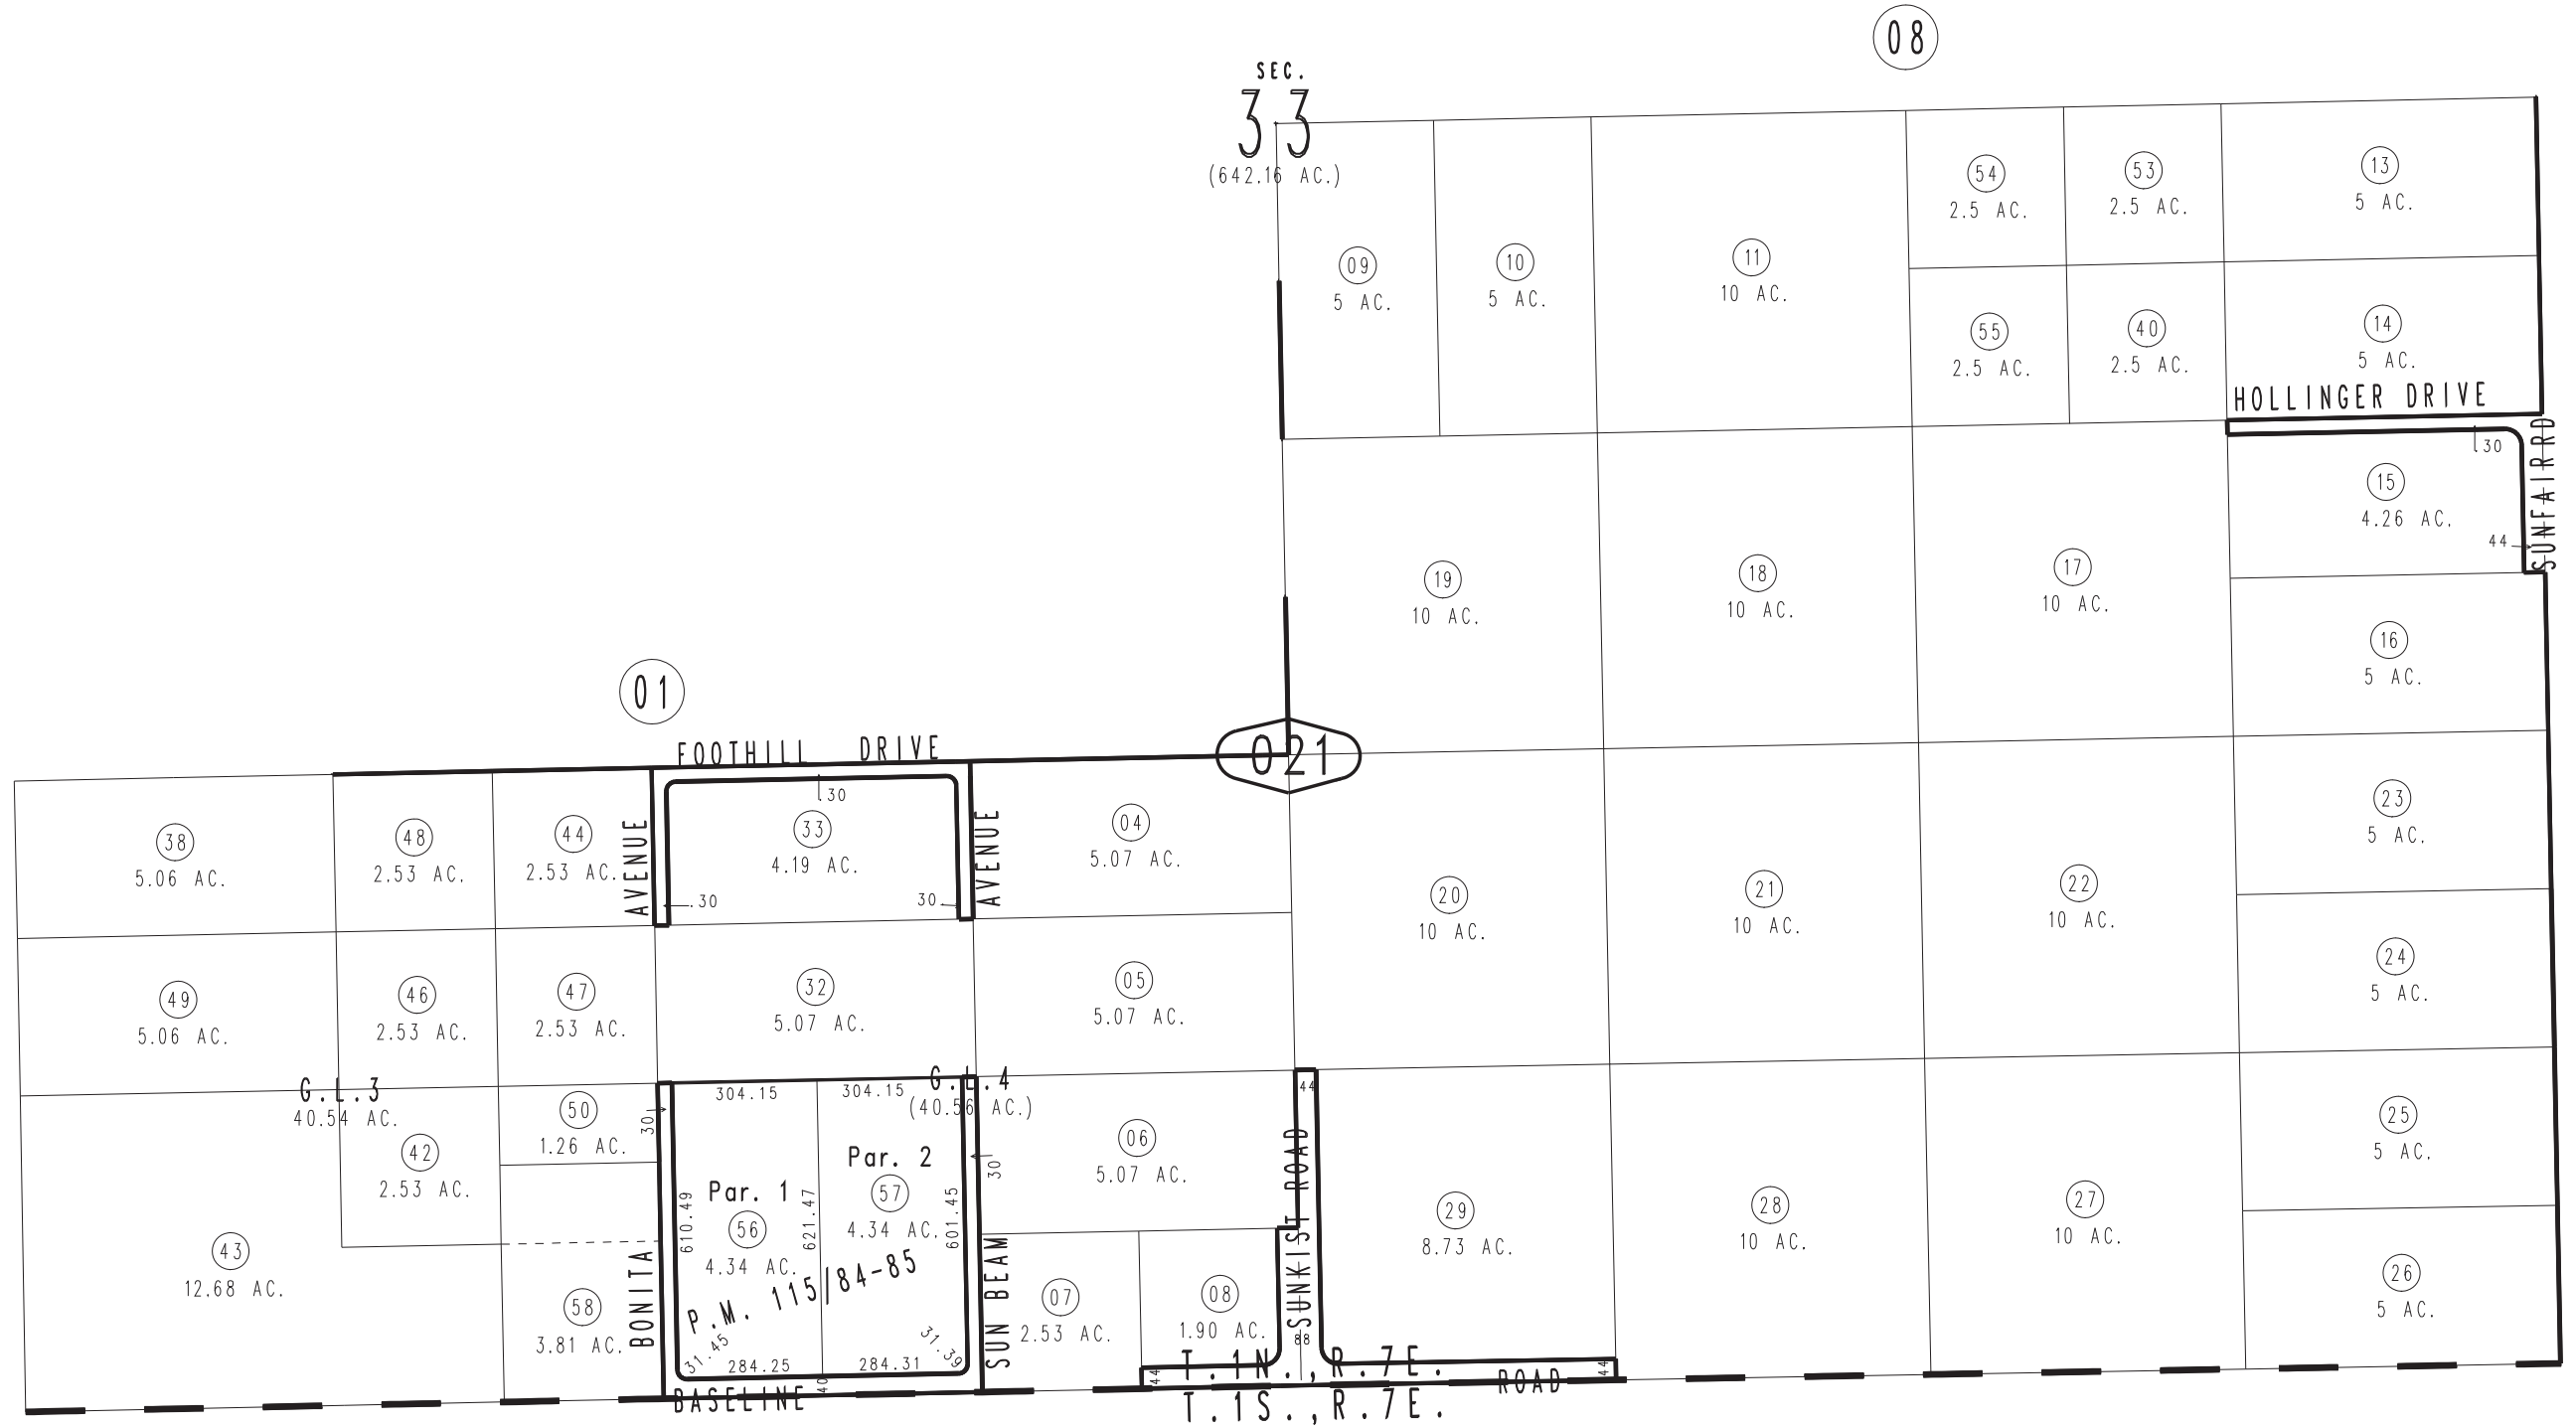 08
SEC.
33
(642.16 AC.)
09
5 AC.
10
5 AC.
11
10 AC.
54
2.5 AC.
53
2.5 AC.
13
5 AC.
55
2.5 AC.
40
2.5 AC.
14
5 AC.
HOLLINGER DRIVE
30
SUNFAIR RD
15
4.26 AC.
44
19
10 AC.
18
10 AC.
17
10 AC.
16
5 AC.
01
FOOTHILL DRIVE
021
30
38
5.06 AC.
48
2.53 AC.
44
2.53 AC.
AVENUE
33
4.19 AC.
30
30
AVENUE
04
5.07 AC.
20
10 AC.
21
10 AC.
22
10 AC.
23
5 AC.
49
5.06 AC.
46
2.53 AC.
47
2.53 AC.
32
5.07 AC.
05
5.07 AC.
24
5 AC.
G.L.3
40.54 AC.
G.L.4
(40.56 AC.)
304.15
304.15
44
50
1.26 AC.
30
42
2.53 AC.
Par. 1
56
4.34 AC.
610.49
621.47
Par. 2
57
4.34 AC.
601.45
30
06
5.07 AC.
SUNKIST ROAD
29
8.73 AC.
28
10 AC.
27
10 AC.
25
5 AC.
43
12.68 AC.
58
3.81 AC.
BONITA
P.M. 115/84-85
31.45
284.25
284.31
31.39
SUN BEAM
07
2.53 AC.
08
1.90 AC.
88
26
5 AC.
40
44
44
T.1N.,R.7E.
BASELINE
ROAD
T.1S.,R.7E.